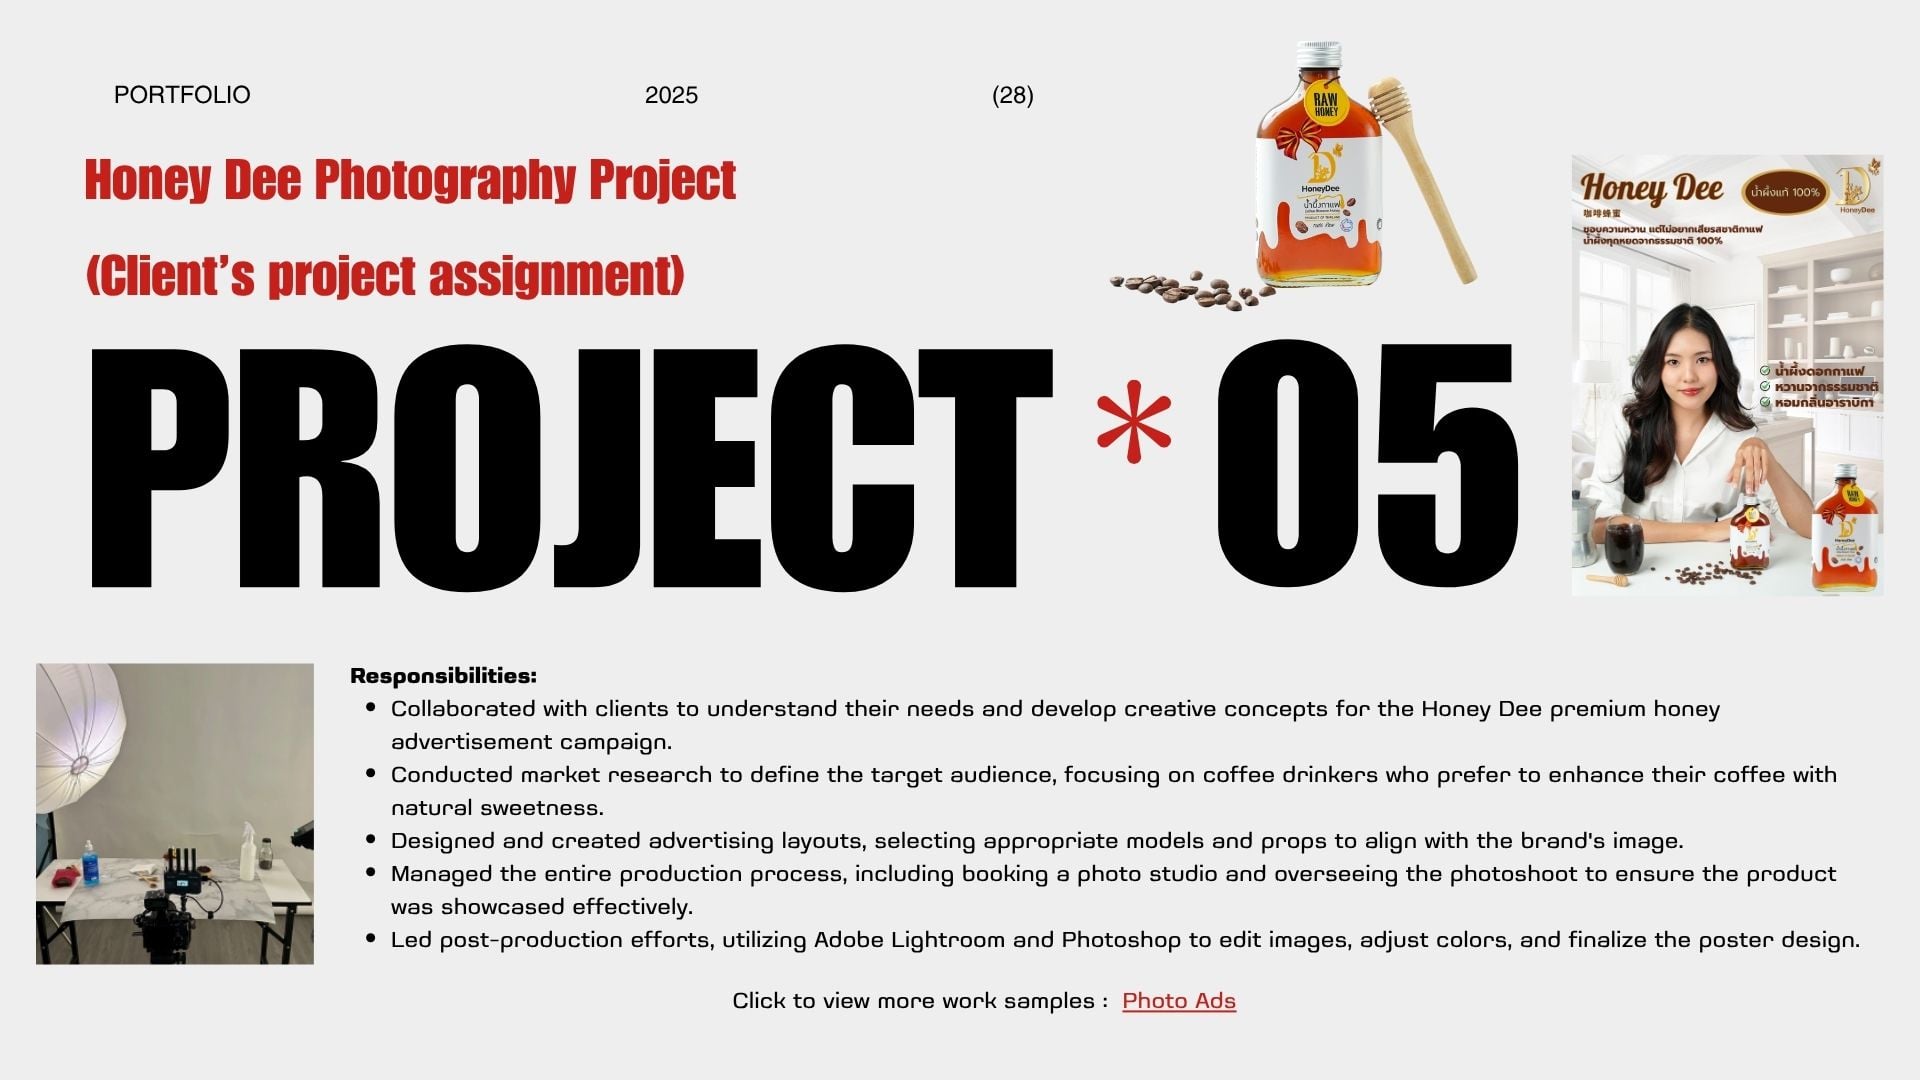 PORTFOLIO
2025
(28)
Honey Dee Photography Project
(Client’s project assignment)
PROJECT * 05
RAW
HONEY
D
HoneyDee
น้ำผึ้งกาแฟ
Coffee Blossom Honey
PRODUCT OF THAILAND
Honey Dee
น้ำผึ้งแท้ 100%
HoneyDee
咖啡蜂蜜
ชอบความหวาน แต่ไม่อยากเสียรสชาติกาแฟ
น้ำผึ้งทุกหยดจากธรรมชาติ 100%
น้ำผึ้งดอกกาแฟ
หวานจากธรรมชาติ
หอมกลิ่นอาราบิกา
RAW
HONEY
HoneyDee
Responsibilities:
• Collaborated with clients to understand their needs and develop creative concepts for the Honey Dee premium honey
advertisement campaign.
• Conducted market research to define the target audience, focusing on coffee drinkers who prefer to enhance their coffee with
natural sweetness.
• Designed and created advertising layouts, selecting appropriate models and props to align with the brand's image.
• Managed the entire production process, including booking a photo studio and overseeing the photoshoot to ensure the product
was showcased effectively.
• Led post-production efforts, utilizing Adobe Lightroom and Photoshop to edit images, adjust colors, and finalize the poster design.
Click to view more work samples : Photo Ads